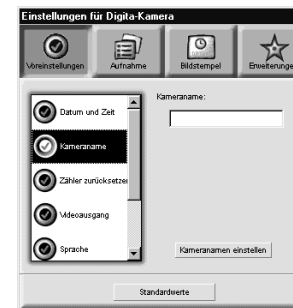 Einstellungen für Digita-Kamera
Voreinstellungen Aufnahme Bildstempel Erweiterunge
Kameraname:
Datum und Zeit
Kameraname
Zähler zurücksetzen
Videoausgang
Sprache
Kameranamen einstellen
Standardwerte